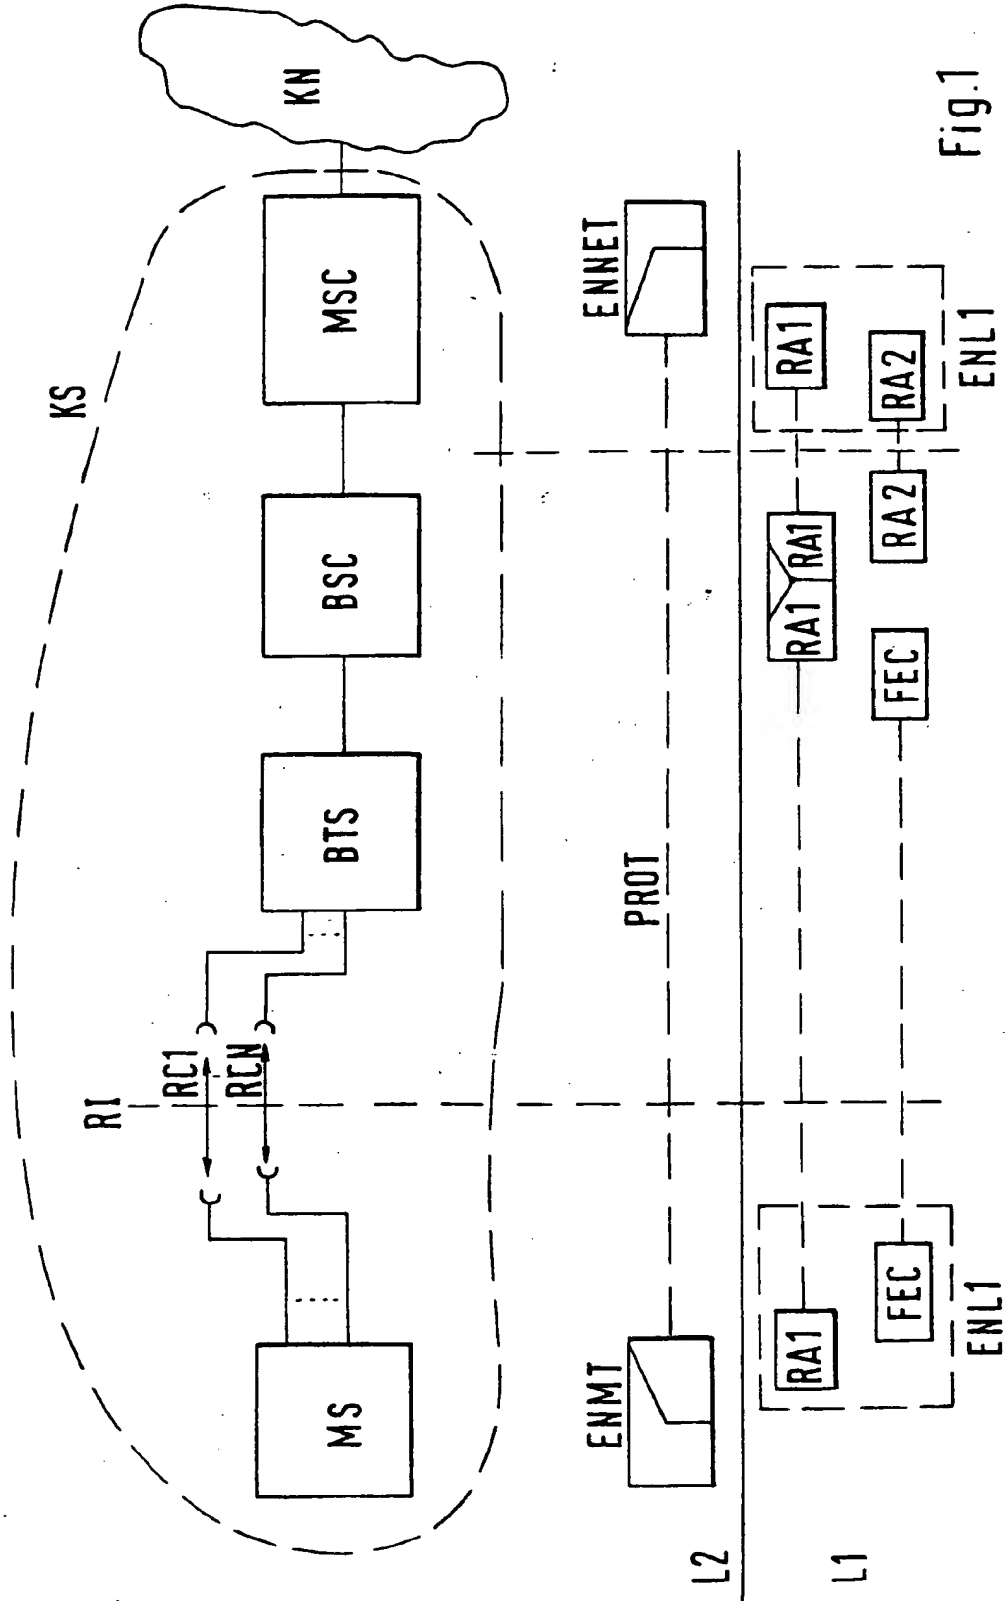 KS
RI
RC1
RCN
MS
BTS
BSC
MSC
KN
ENMT
PROT
ENNET
L2
L1
RA1
RA1 RA1
RA1
FEC
FEC
RA2
RA2
ENL1
ENL1
Fig.1